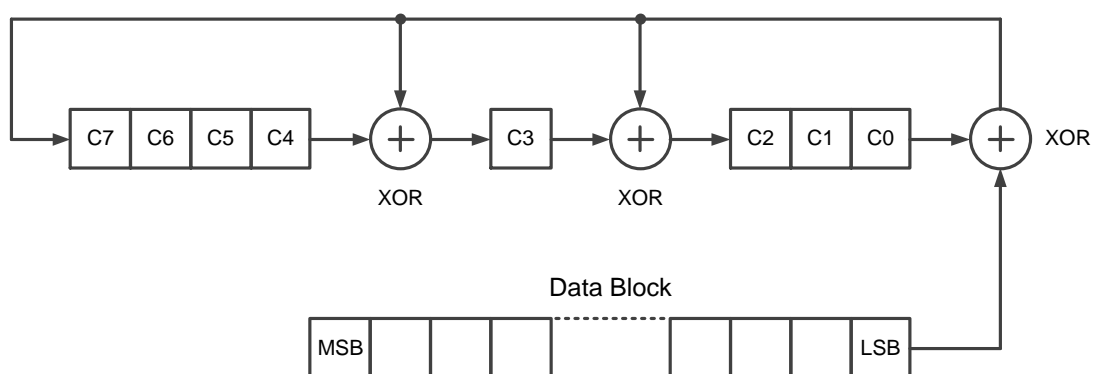 C7 C6 C5 C4 C3 C2 C1 C0 XOR
XOR XOR
Data Block
MSB LSB